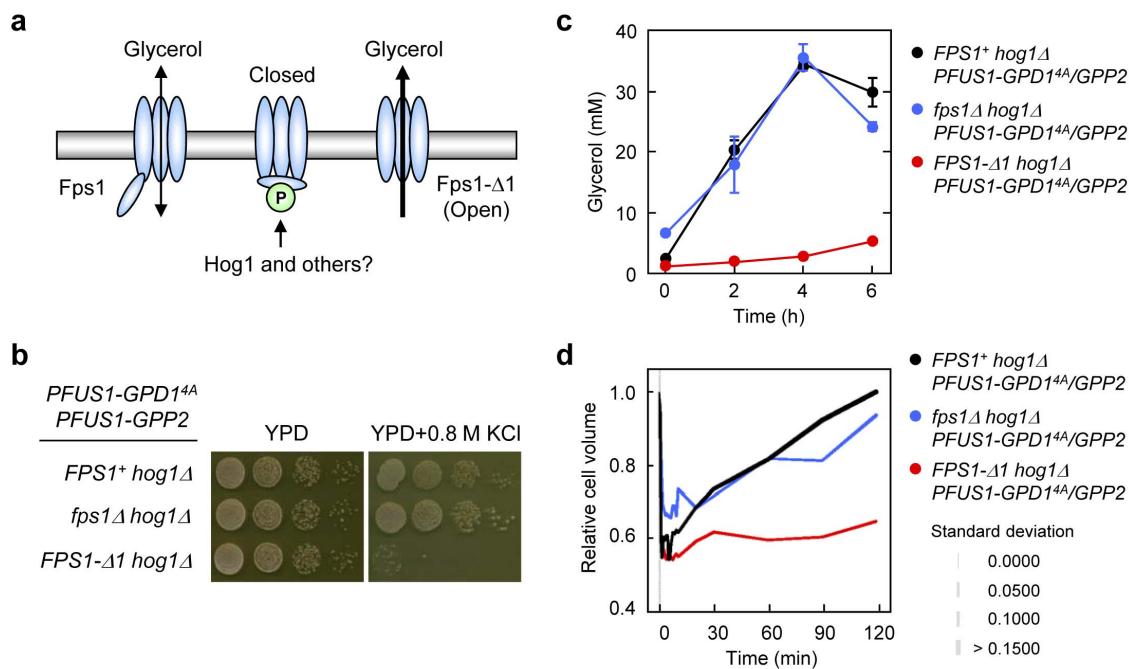 a
Glycerol
Closed
Glycerol
Fps1
P
Fps1-Δ1
(Open)
Hog1 and others?
b
PFUS1-GPD1⁴ᴬ
PFUS1-GPP2
YPD
YPD+0.8 M KCl
FPS1⁺ hog1Δ
fps1Δ hog1Δ
FPS1-Δ1 hog1Δ
c
Glycerol (mM)
40
30
20
10
0
0 2 4 6
Time (h)
FPS1⁺ hog1Δ
PFUS1-GPD1⁴ᴬ/GPP2
fps1Δ hog1Δ
PFUS1-GPD1⁴ᴬ/GPP2
FPS1-Δ1 hog1Δ
PFUS1-GPD1⁴ᴬ/GPP2
d
Relative cell volume
1.0
0.8
0.6
0.4
0 30 60 90 120
Time (min)
FPS1⁺ hog1Δ
PFUS1-GPD1⁴ᴬ/GPP2
fps1Δ hog1Δ
PFUS1-GPD1⁴ᴬ/GPP2
FPS1-Δ1 hog1Δ
PFUS1-GPD1⁴ᴬ/GPP2
Standard deviation
0.0000
0.0500
0.1000
> 0.1500